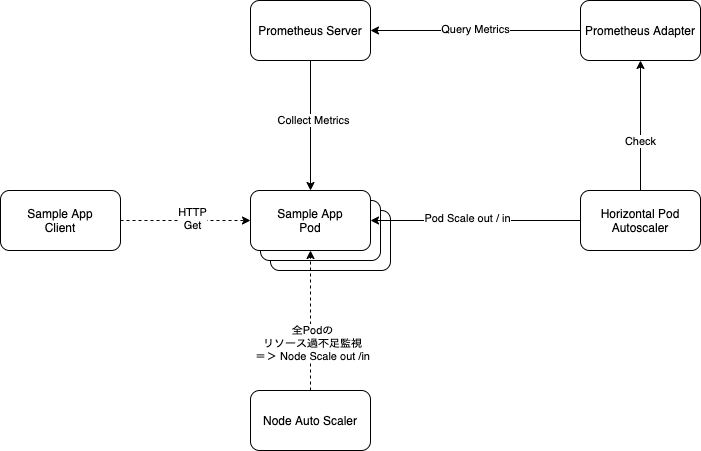 Prometheus Server
Query Metrics
Prometheus Adapter
Collect Metrics
Check
Sample App
Client
HTTP
Get
Sample App
Pod
Pod Scale out / in
Horizontal Pod
Autoscaler
全Podの
リソース過不足監視
＝＞ Node Scale out /in
Node Auto Scaler